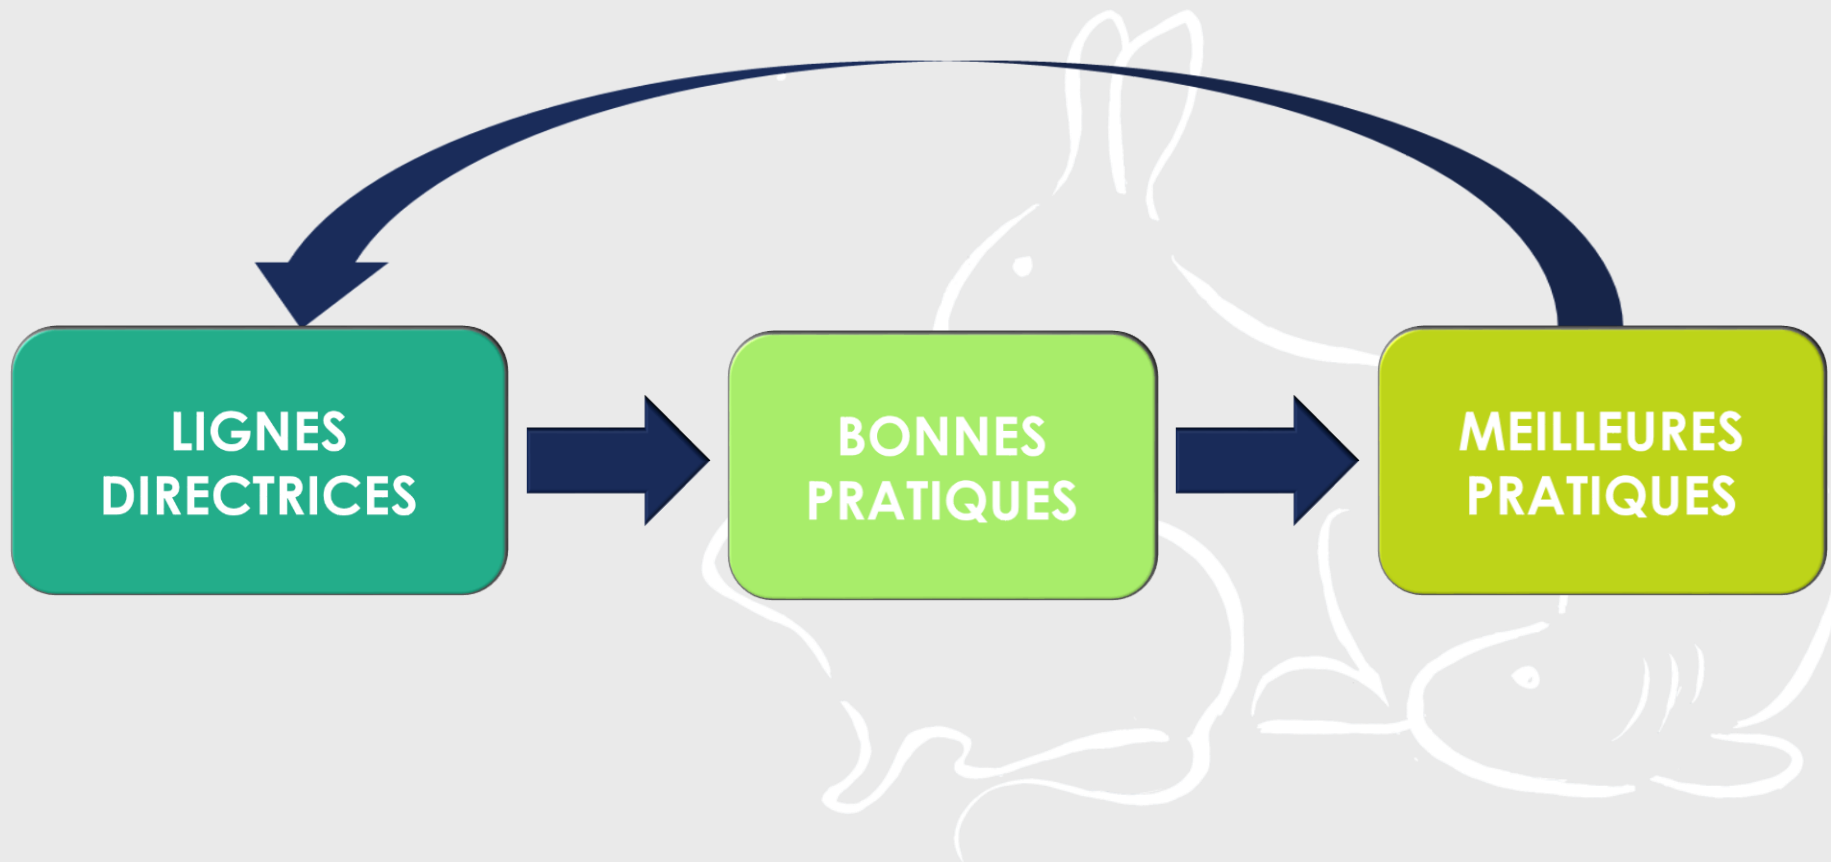 LIGNES
DIRECTRICES
BONNES
PRATIQUES
MEILLEURES
PRATIQUES